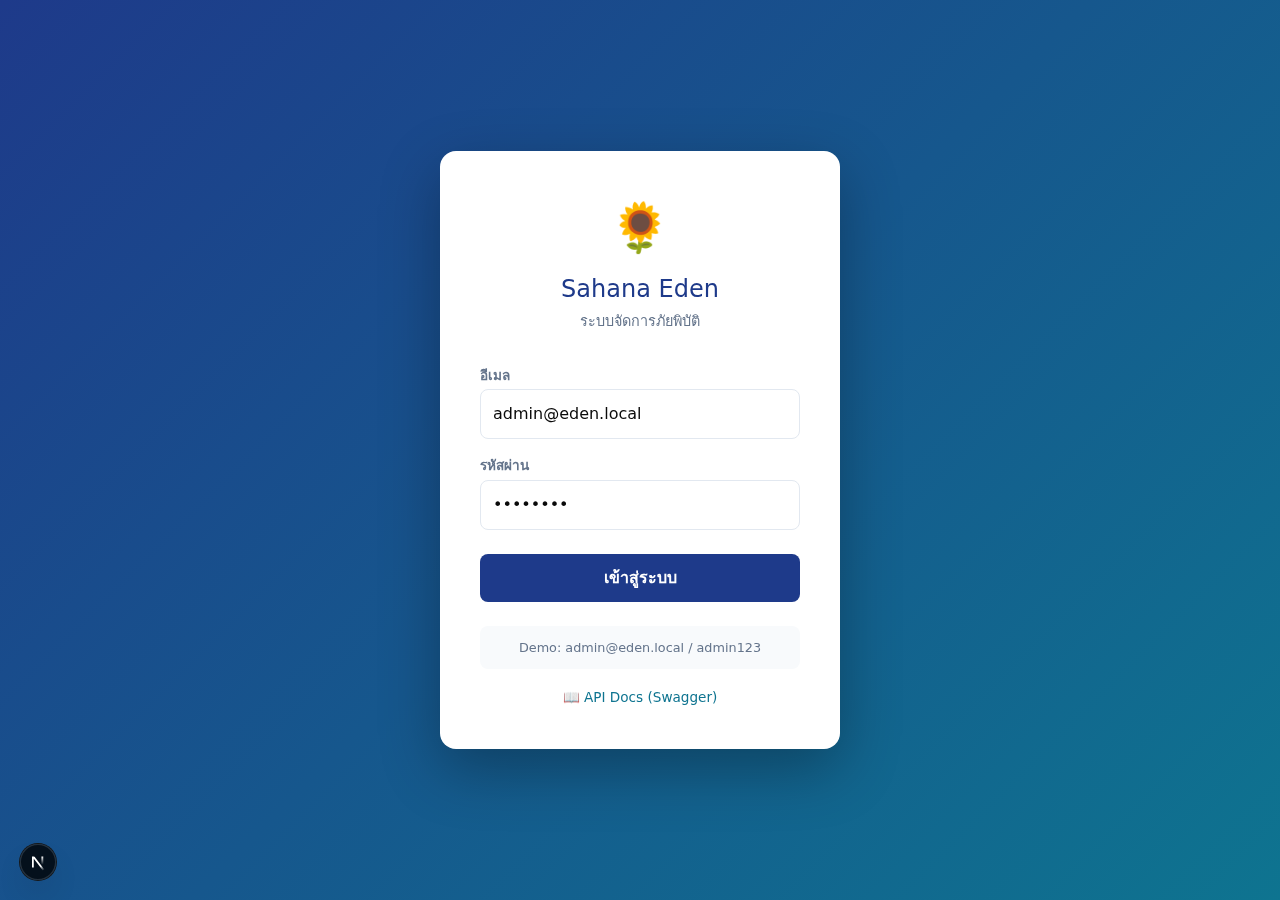 Sahana Eden
ระบบจัดการภัยพิบัติ
อีเมล
admin@eden.local
รหัสผ่าน
••••••••
เข้าสู่ระบบ
Demo: admin@eden.local / admin123
📖 API Docs (Swagger)
N